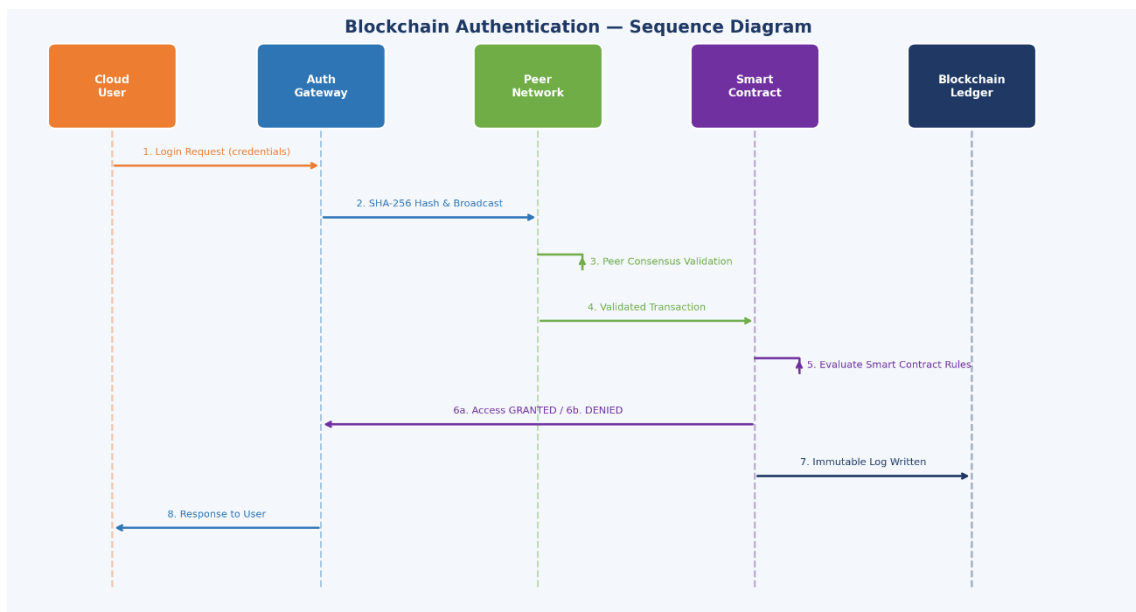 Blockchain Authentication — Sequence Diagram
Cloud
User
Auth
Gateway
Peer
Network
Smart
Contract
Blockchain
Ledger
1. Login Request (credentials)
2. SHA-256 Hash & Broadcast
3. Peer Consensus Validation
4. Validated Transaction
5. Evaluate Smart Contract Rules
6a. Access GRANTED / 6b. DENIED
7. Immutable Log Written
8. Response to User